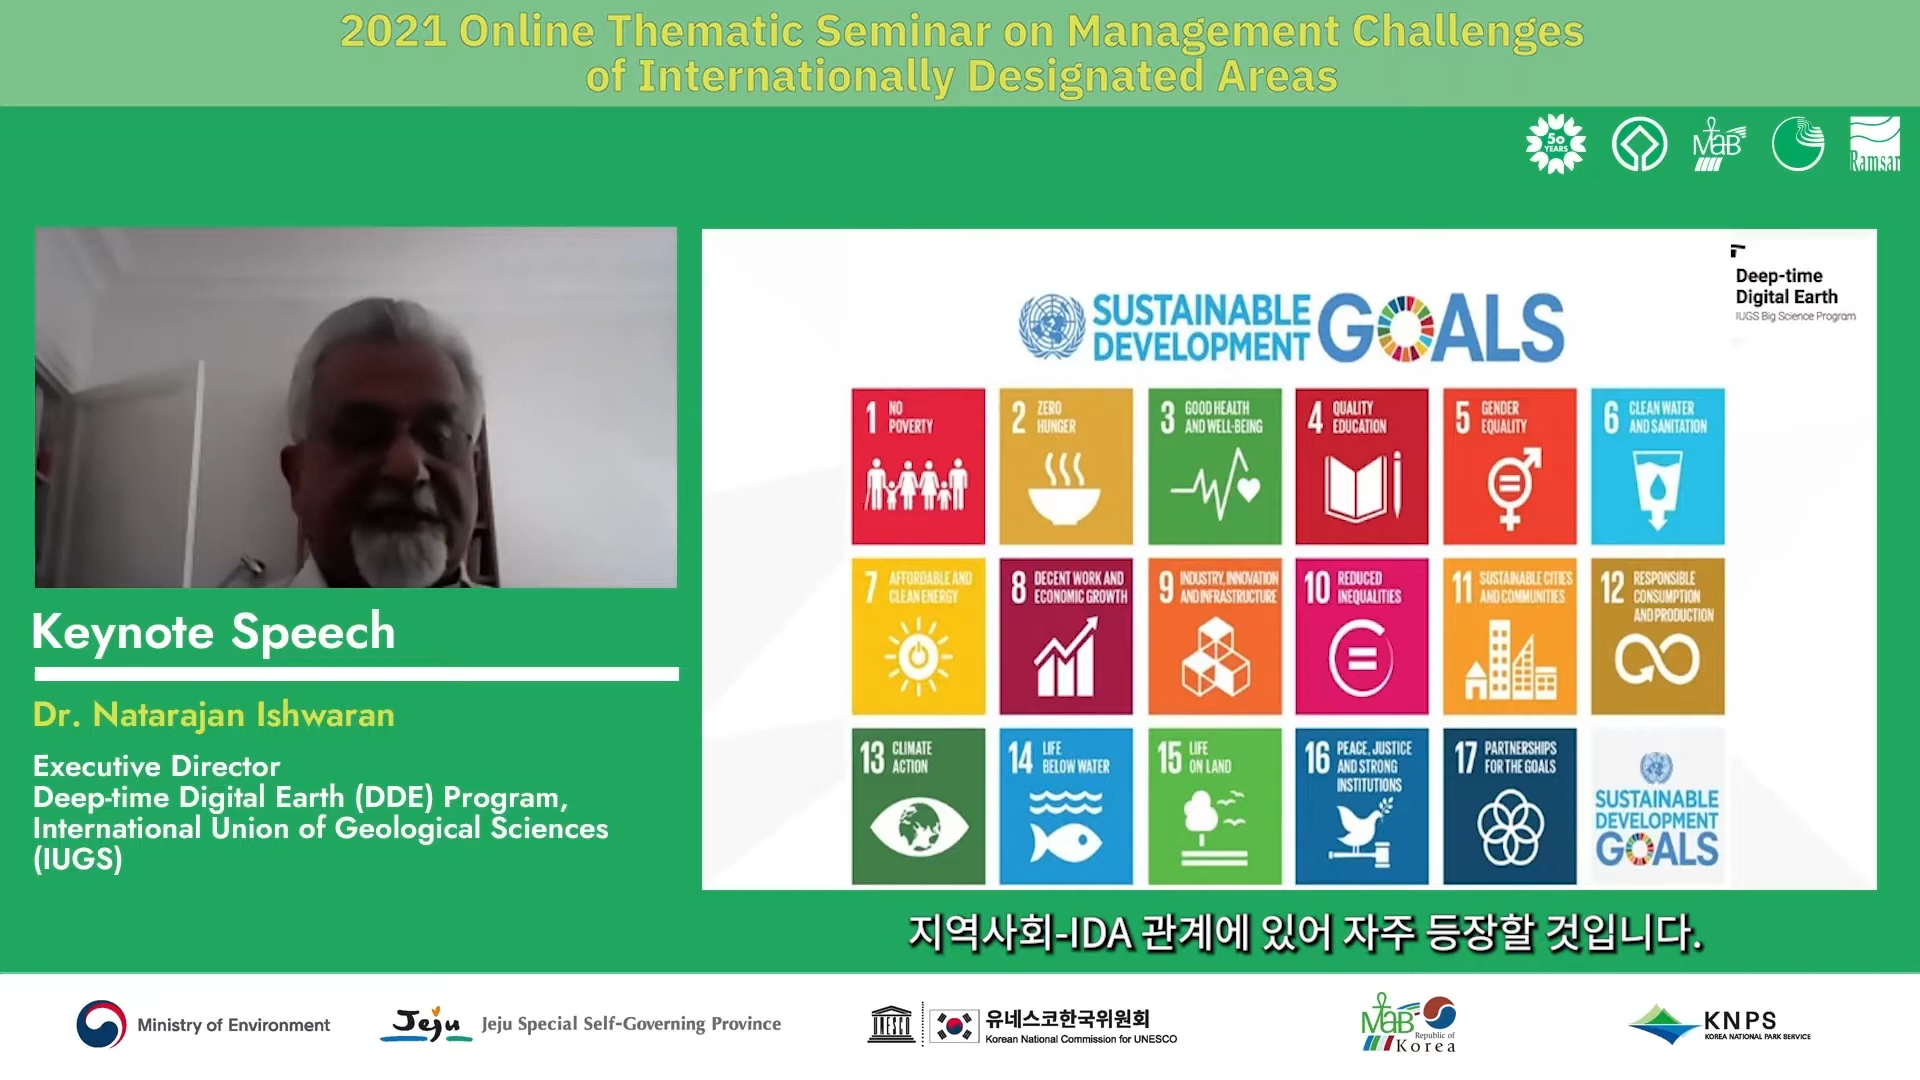 2021 Online Thematic Seminar on Management Challenges
of Internationally Designated Areas
50
YEARS
MaB
Ramsar
Deep-time
Digital Earth
IUGS Big Science Program
SUSTAINABLE
DEVELOPMENT
GOALS
1 NO
POVERTY
2 ZERO
HUNGER
3 GOOD HEALTH
AND WELL-BEING
4 QUALITY
EDUCATION
5 GENDER
EQUALITY
6 CLEAN WATER
AND SANITATION
7 AFFORDABLE AND
CLEAN ENERGY
8 DECENT WORK AND
ECONOMIC GROWTH
9 INDUSTRY, INNOVATION
AND INFRASTRUCTURE
10 REDUCED
INEQUALITIES
11 SUSTAINABLE CITIES
AND COMMUNITIES
12 RESPONSIBLE
CONSUMPTION
AND PRODUCTION
13 CLIMATE
ACTION
14 LIFE
BELOW WATER
15 LIFE
ON LAND
16 PEACE, JUSTICE
AND STRONG
INSTITUTIONS
17 PARTNERSHIPS
FOR THE GOALS
SUSTAINABLE
DEVELOPMENT
GOALS
Keynote Speech
Dr. Natarajan Ishwaran
Executive Director
Deep-time Digital Earth (DDE) Program,
International Union of Geological Sciences
(IUGS)
지역사회-IDA 관계에 있어 자주 등장할 것입니다.
Ministry of Environment
Jeju
Jeju Special Self-Governing Province
UNESCO
유네스코한국위원회
Korean National Commission for UNESCO
MaB
Republic of
Korea
KNPS
KOREA NATIONAL PARK SERVICE